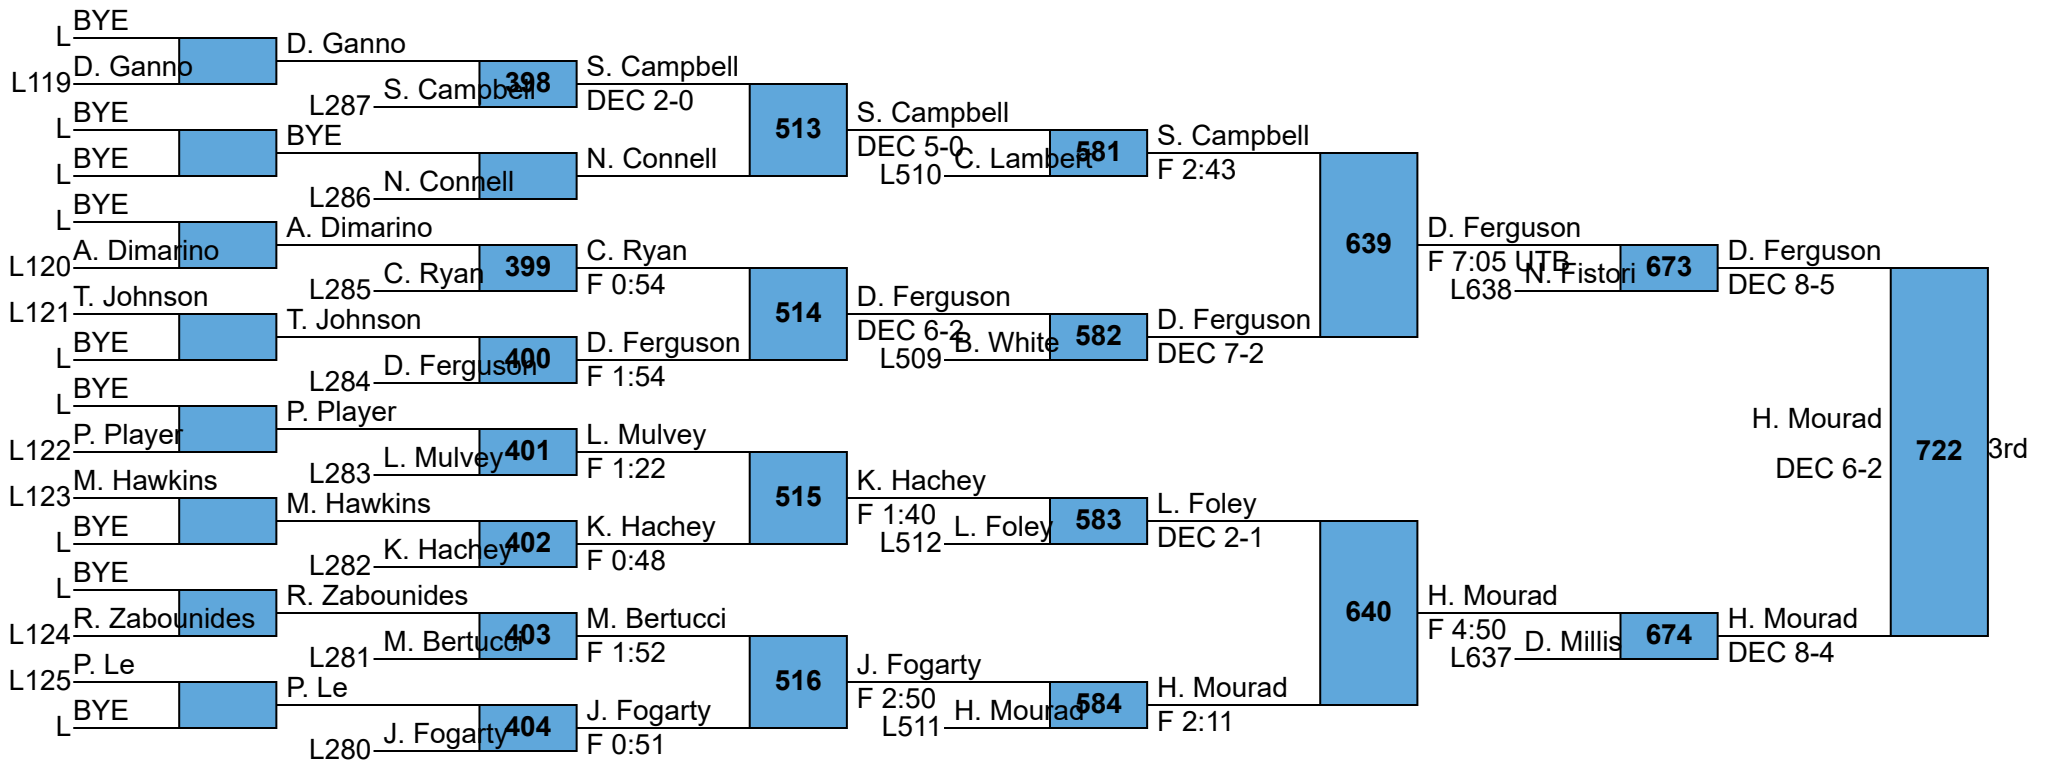 BYE
L
D. Ganno
L119
D. Ganno
S. Campbell
L287
398
S. Campbell
DEC 2-0
BYE
L
BYE
L
BYE
N. Connell
L286
N. Connell
513
S. Campbell
DEC 5-0
C. Lambert
L510
581
S. Campbell
F 2:43
BYE
L
A. Dimarino
L120
A. Dimarino
C. Ryan
L285
399
C. Ryan
F 0:54
T. Johnson
L121
BYE
L
T. Johnson
D. Ferguson
L284
400
D. Ferguson
F 1:54
514
D. Ferguson
DEC 6-2
B. White
L509
582
D. Ferguson
DEC 7-2
639
D. Ferguson
F 7:05 UTB
N. Fistori
L638
673
D. Ferguson
DEC 8-5
BYE
L
P. Player
L122
P. Player
L. Mulvey
L283
401
L. Mulvey
F 1:22
M. Hawkins
L123
BYE
L
M. Hawkins
K. Hachey
L282
402
K. Hachey
F 0:48
515
K. Hachey
F 1:40
L. Foley
L512
583
L. Foley
DEC 2-1
BYE
L
R. Zabounides
L124
R. Zabounides
M. Bertucci
L281
403
M. Bertucci
F 1:52
P. Le
L125
BYE
L
P. Le
J. Fogarty
L280
404
J. Fogarty
F 0:51
516
J. Fogarty
F 2:50
H. Mourad
L511
584
H. Mourad
F 2:11
640
H. Mourad
F 4:50
D. Millis
L637
674
H. Mourad
DEC 8-4
H. Mourad
DEC 6-2
722
3rd